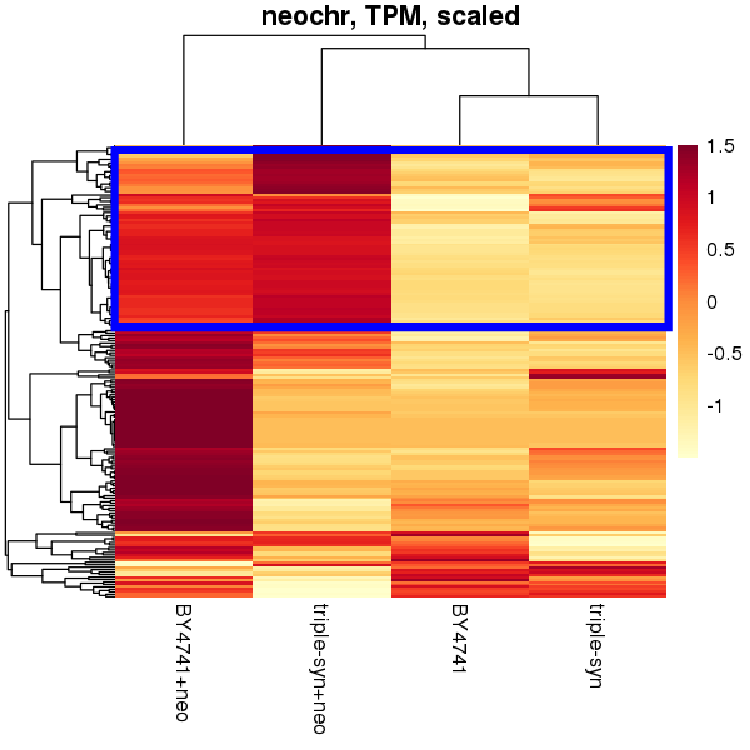 neochr, TPM, scaled
1.5
1
0.5
0
-0.5
-1
BY4741+neo
triple-syn+neo
BY4741
triple-syn